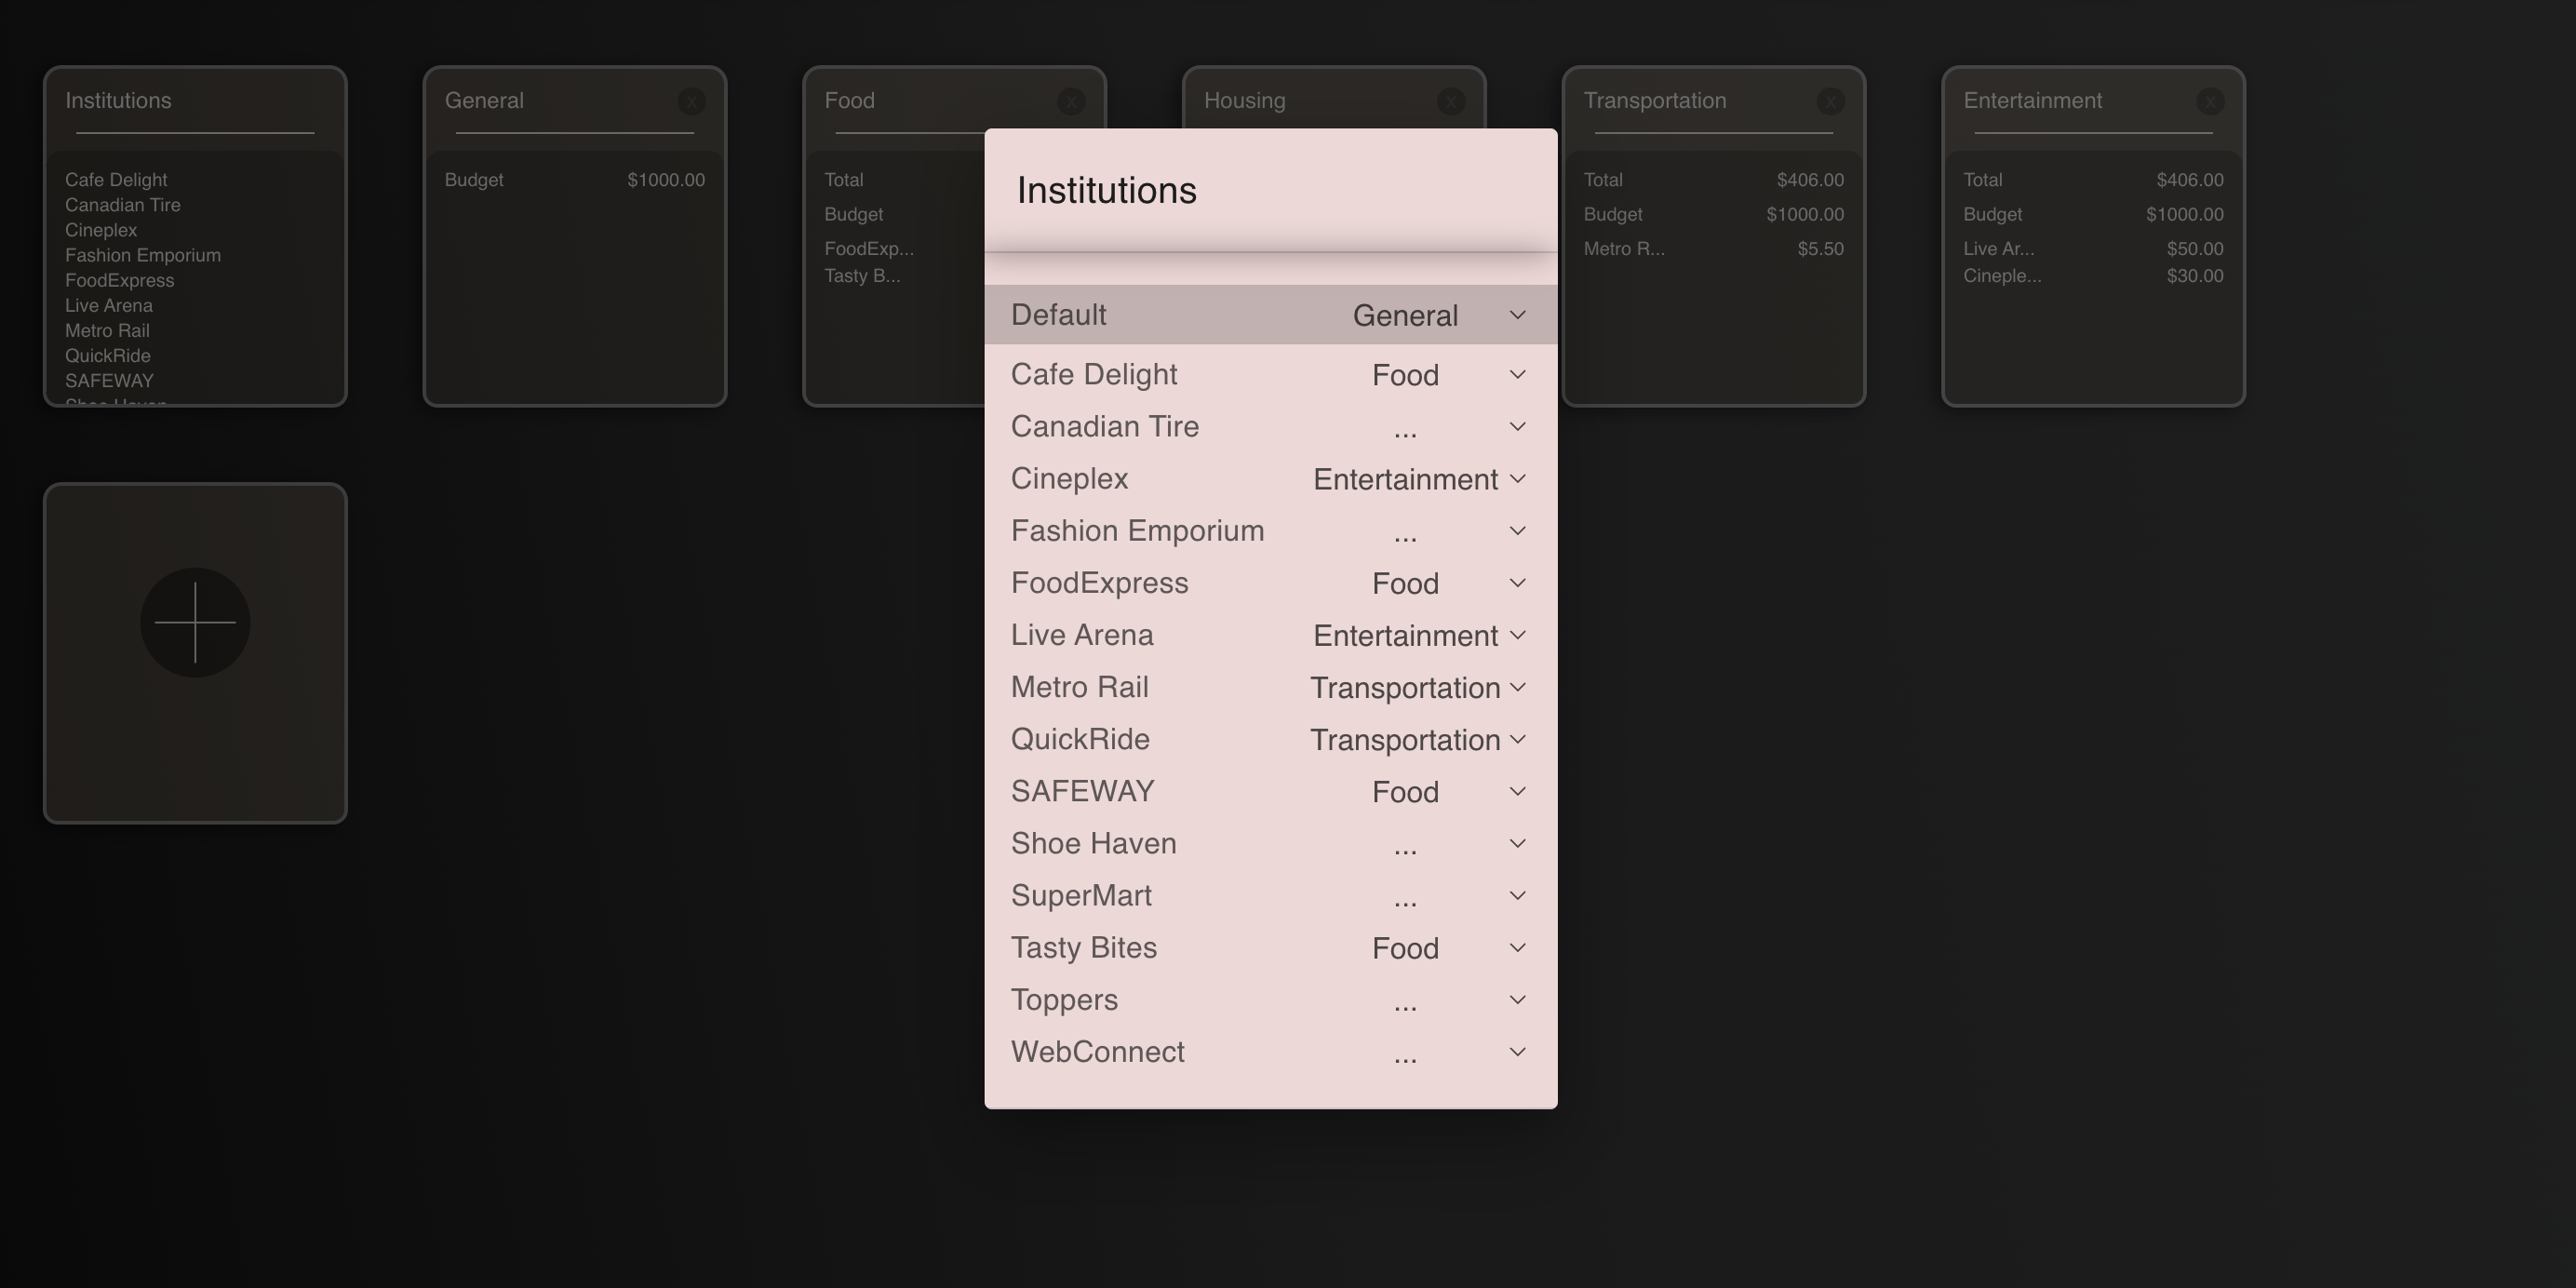 Institutions
Cafe Delight
Canadian Tire
Cineplex
Fashion Emporium
FoodExpress
Live Arena
Metro Rail
QuickRide
SAFEWAY
Shoe Haven
General X
Budget $1000.00
Food X
Total
Budget
FoodExp...
Tasty B...
Housing X
Transportation X
Total $406.00
Budget $1000.00
Metro R... $5.50
Entertainment X
Total $406.00
Budget $1000.00
Live Ar... $50.00
Cineple... $30.00
Institutions
Default General
Cafe Delight Food
Canadian Tire ...
Cineplex Entertainment
Fashion Emporium ...
FoodExpress Food
Live Arena Entertainment
Metro Rail Transportation
QuickRide Transportation
SAFEWAY Food
Shoe Haven ...
SuperMart ...
Tasty Bites Food
Toppers ...
WebConnect ...